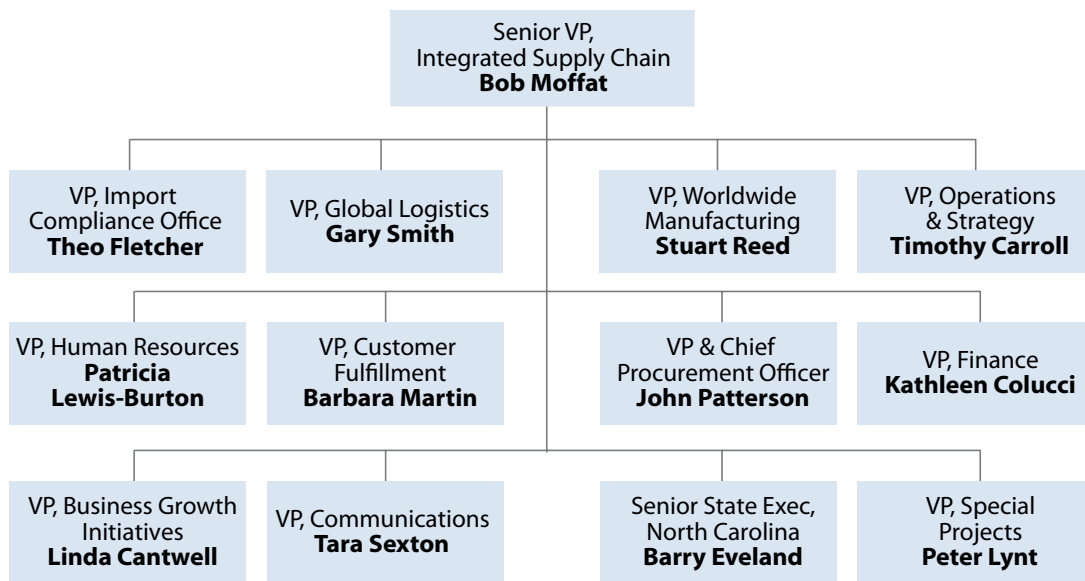 Senior VP,
Integrated Supply Chain
Bob Moffat
VP, Import
Compliance Office
Theo Fletcher
VP, Global Logistics
Gary Smith
VP, Worldwide
Manufacturing
Stuart Reed
VP, Operations
& Strategy
Timothy Carroll
VP, Human Resources
Patricia
Lewis-Burton
VP, Customer
Fulfillment
Barbara Martin
VP & Chief
Procurement Officer
John Patterson
VP, Finance
Kathleen Colucci
VP, Business Growth
Initiatives
Linda Cantwell
VP, Communications
Tara Sexton
Senior State Exec,
North Carolina
Barry Eveland
VP, Special
Projects
Peter Lynt